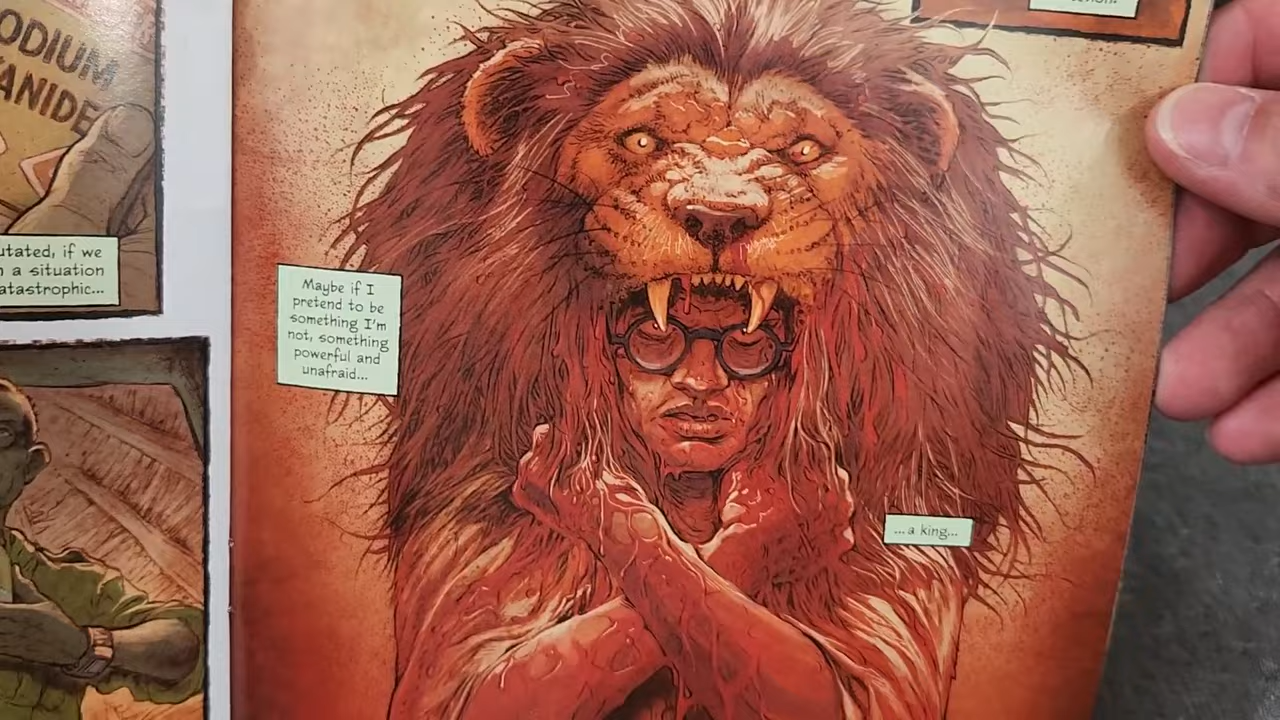 ODIUM
ANIDE
utated, if we
a situation
atastrophic...
Maybe if I
pretend to be
something I'm
not, something
powerful and
unafraid...
...a king...